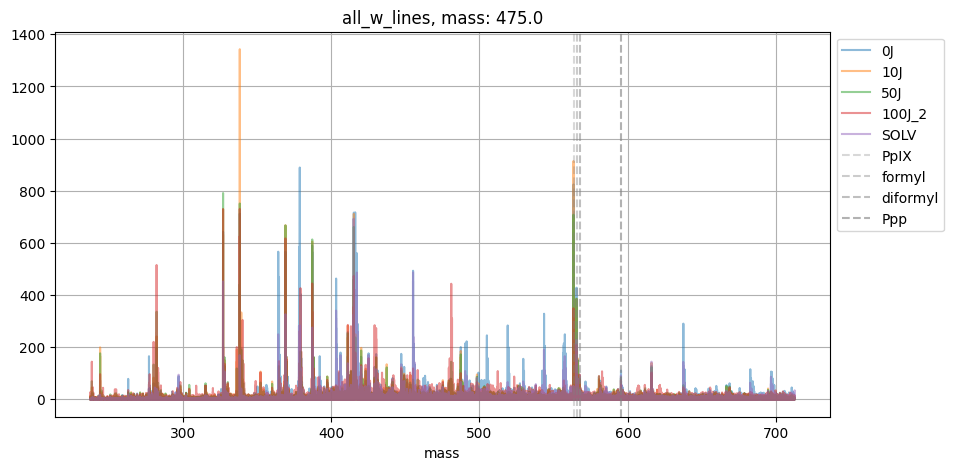 all_w_lines, mass: 475.0
1400
1200
1000
800
600
400
200
0
300
400
500
600
700
mass
0J
10J
50J
100J_2
SOLV
PpIX
formyl
diformyl
Ppp